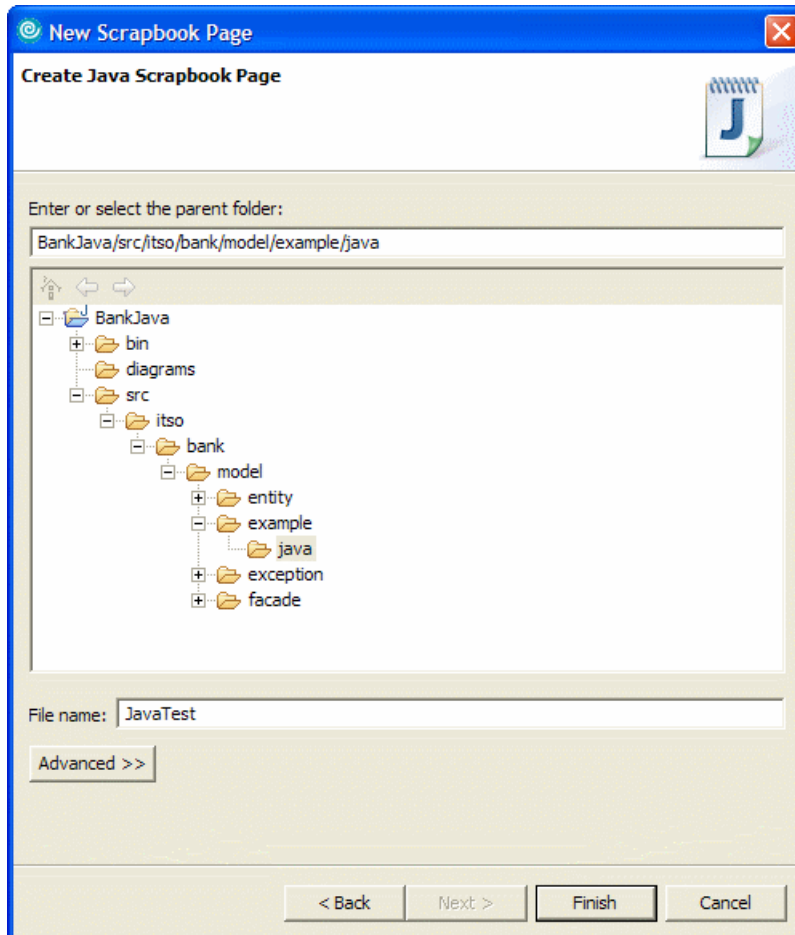 New Scrapbook Page
Create Java Scrapbook Page
J
Enter or select the parent folder:
BankJava/src/itso/bank/model/example/java
BankJava
bin
diagrams
src
itso
bank
model
entity
example
java
exception
facade
File name: JavaTest
Advanced >>
< Back Next > Finish Cancel